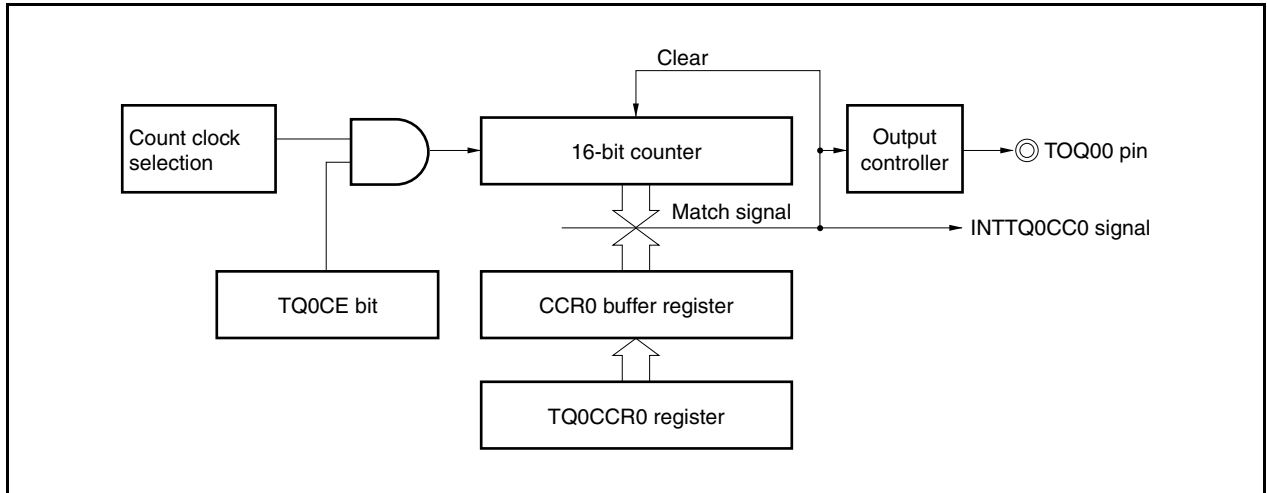 Clear
Count clock
selection
16-bit counter
Output
controller
TOQ00 pin
Match signal
INTTQ0CC0 signal
TQ0CE bit
CCR0 buffer register
TQ0CCR0 register